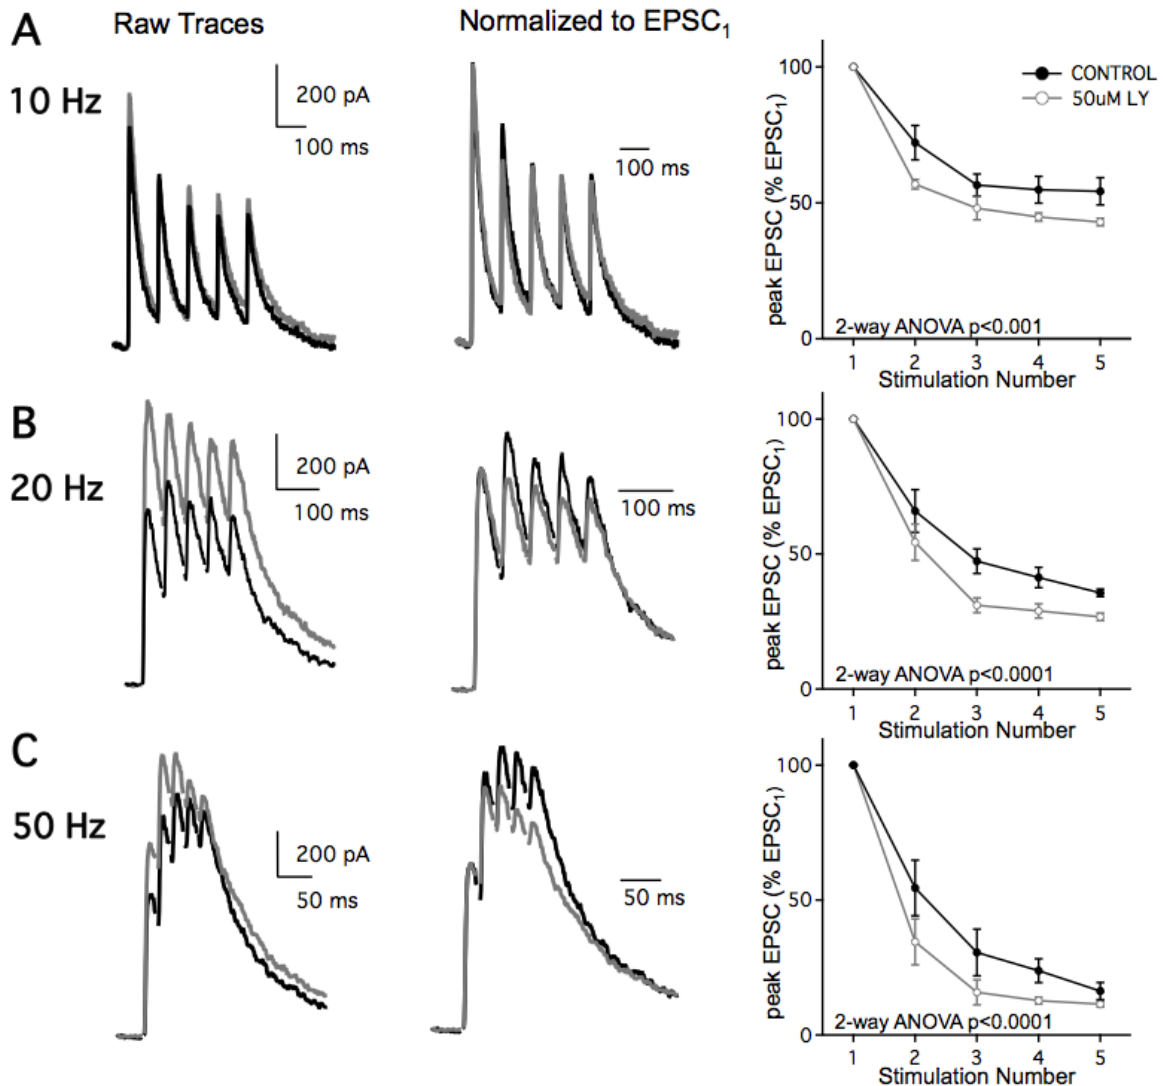 A
Raw Traces
Normalized to EPSC1
10 Hz
200 pA
100 ms
100 ms
CONTROL
50uM LY
peak EPSC (% EPSC1)
100
50
0
2-way ANOVA p<0.001
1 2 3 4 5
Stimulation Number
B
20 Hz
200 pA
100 ms
100 ms
peak EPSC (% EPSC1)
100
50
0
2-way ANOVA p<0.0001
1 2 3 4 5
Stimulation Number
C
50 Hz
200 pA
50 ms
50 ms
peak EPSC (% EPSC1)
100
50
0
2-way ANOVA p<0.0001
1 2 3 4 5
Stimulation Number